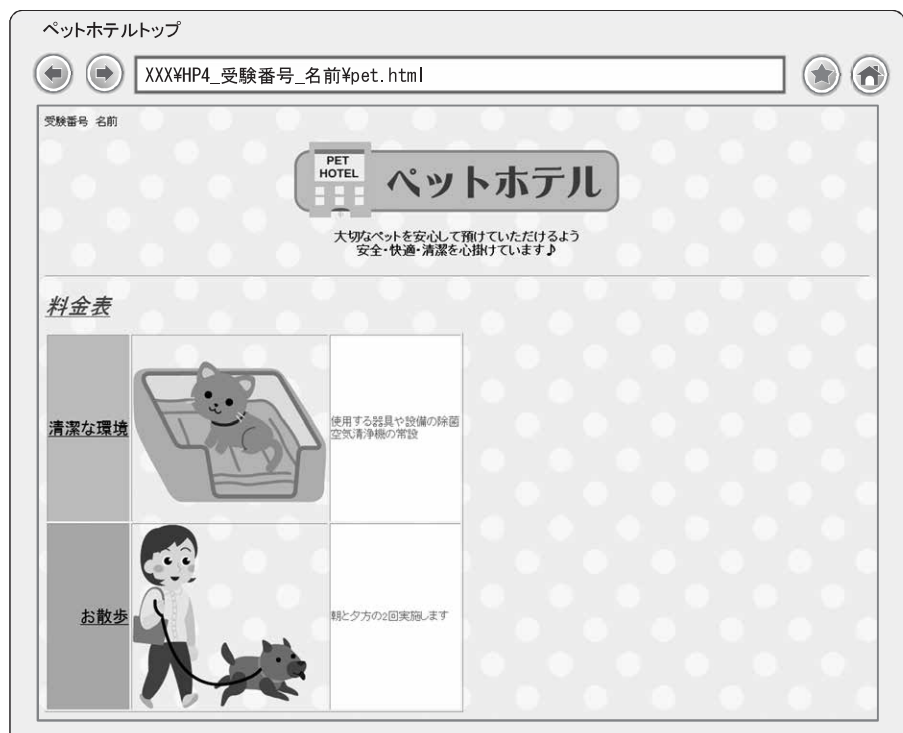 ペットホテルトップ
XXX¥HP4_受験番号_名前¥pet.html
受験番号 名前
PET
HOTEL
ペットホテル
大切なペットを安心して預けていただけるよう
安全・快適・清潔を心掛けています♪
料金表
清潔な環境
使用する器具や設備の除菌
空気清浄機の常設
お散歩
朝と夕方の2回実施します